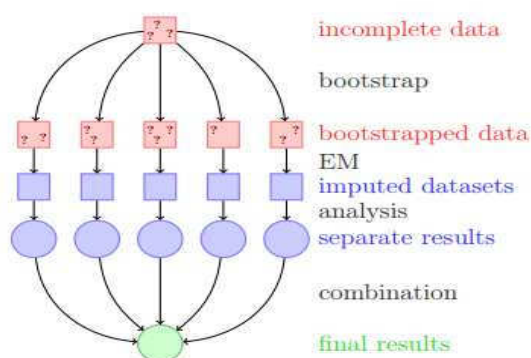 ? ? ?
incomplete data
bootstrap
? ? ? ? ? ? ? ? ? ? ?
bootstrapped data
EM
imputed datasets
analysis
separate results
combination
final results